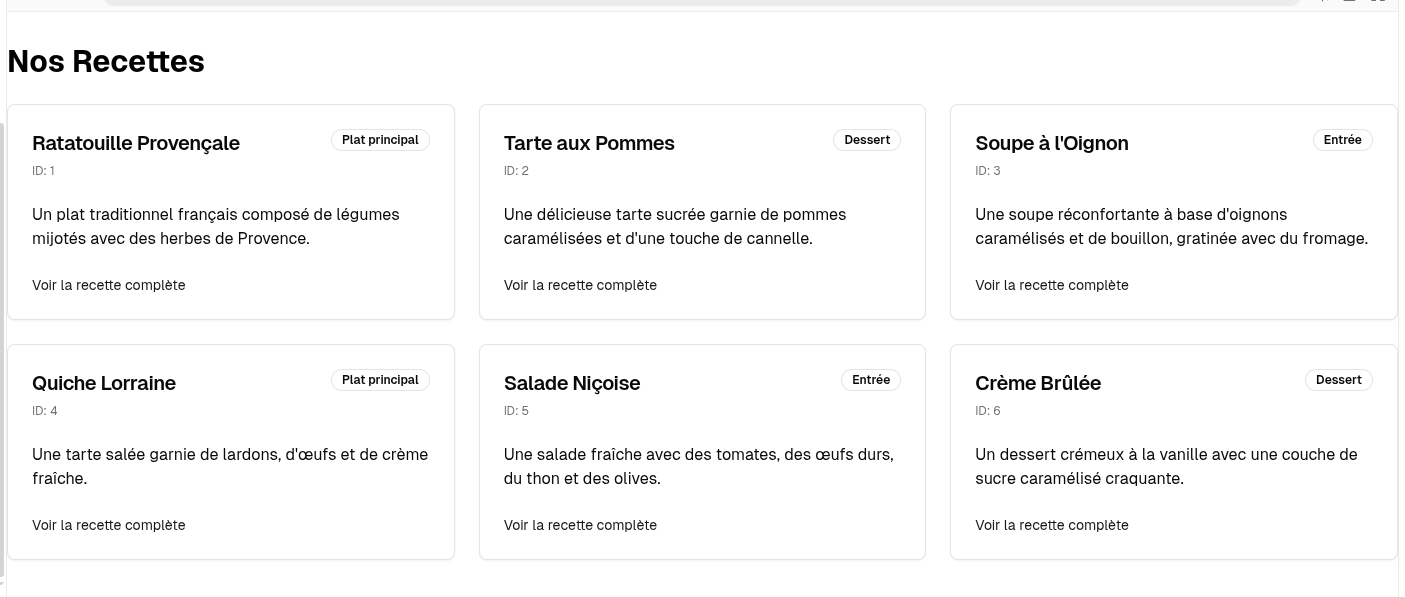 Nos Recettes
Ratatouille Provençale
Plat principal
ID: 1
Un plat traditionnel français composé de légumes
mijotés avec des herbes de Provence.
Voir la recette complète
Tarte aux Pommes
Dessert
ID: 2
Une délicieuse tarte sucrée garnie de pommes
caramélisées et d'une touche de cannelle.
Voir la recette complète
Soupe à l'Oignon
Entrée
ID: 3
Une soupe réconfortante à base d'oignons
caramélisés et de bouillon, gratinée avec du fromage.
Voir la recette complète
Quiche Lorraine
Plat principal
ID: 4
Une tarte salée garnie de lardons, d'œufs et de crème
fraîche.
Voir la recette complète
Salade Niçoise
Entrée
ID: 5
Une salade fraîche avec des tomates, des œufs durs,
du thon et des olives.
Voir la recette complète
Crème Brûlée
Dessert
ID: 6
Un dessert crémeux à la vanille avec une couche de
sucre caramélisé craquante.
Voir la recette complète